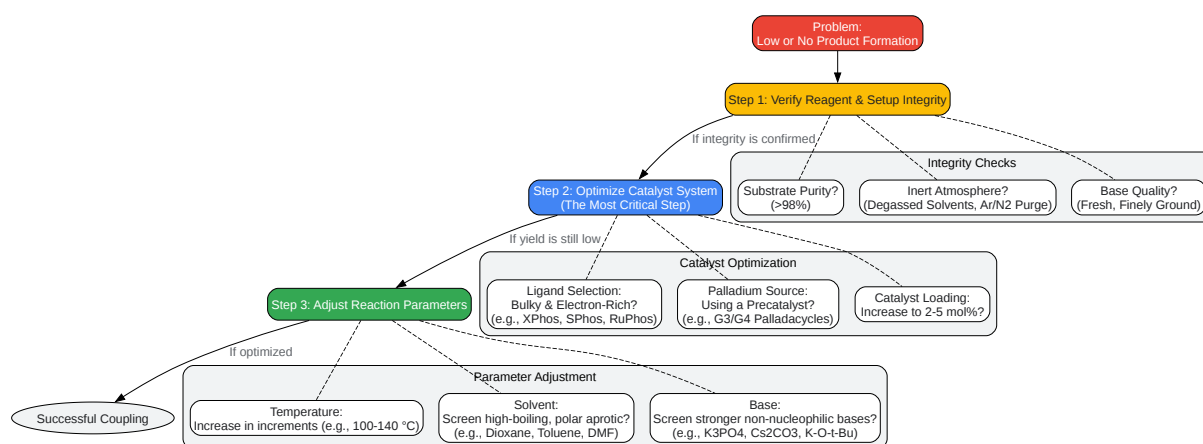 Problem:
Low or No Product Formation
Step 1: Verify Reagent & Setup Integrity
If integrity is confirmed
Integrity Checks
Substrate Purity?
(>98%)
Inert Atmosphere?
(Degassed Solvents, Ar/N2 Purge)
Base Quality?
(Fresh, Finely Ground)
Step 2: Optimize Catalyst System
(The Most Critical Step)
If yield is still low
Catalyst Optimization
Ligand Selection:
Bulky & Electron-Rich?
(e.g., XPhos, SPhos, RuPhos)
Palladium Source:
Using a Precatalyst?
(e.g., G3/G4 Palladacycles)
Catalyst Loading:
Increase to 2-5 mol%?
Step 3: Adjust Reaction Parameters
If optimized
Parameter Adjustment
Successful Coupling
Temperature:
Increase in increments (e.g., 100-140 °C)
Solvent:
Screen high-boiling, polar aprotic?
(e.g., Dioxane, Toluene, DMF)
Base:
Screen stronger non-nucleophilic bases?
(e.g., K3PO4, Cs2CO3, K-O-t-Bu)